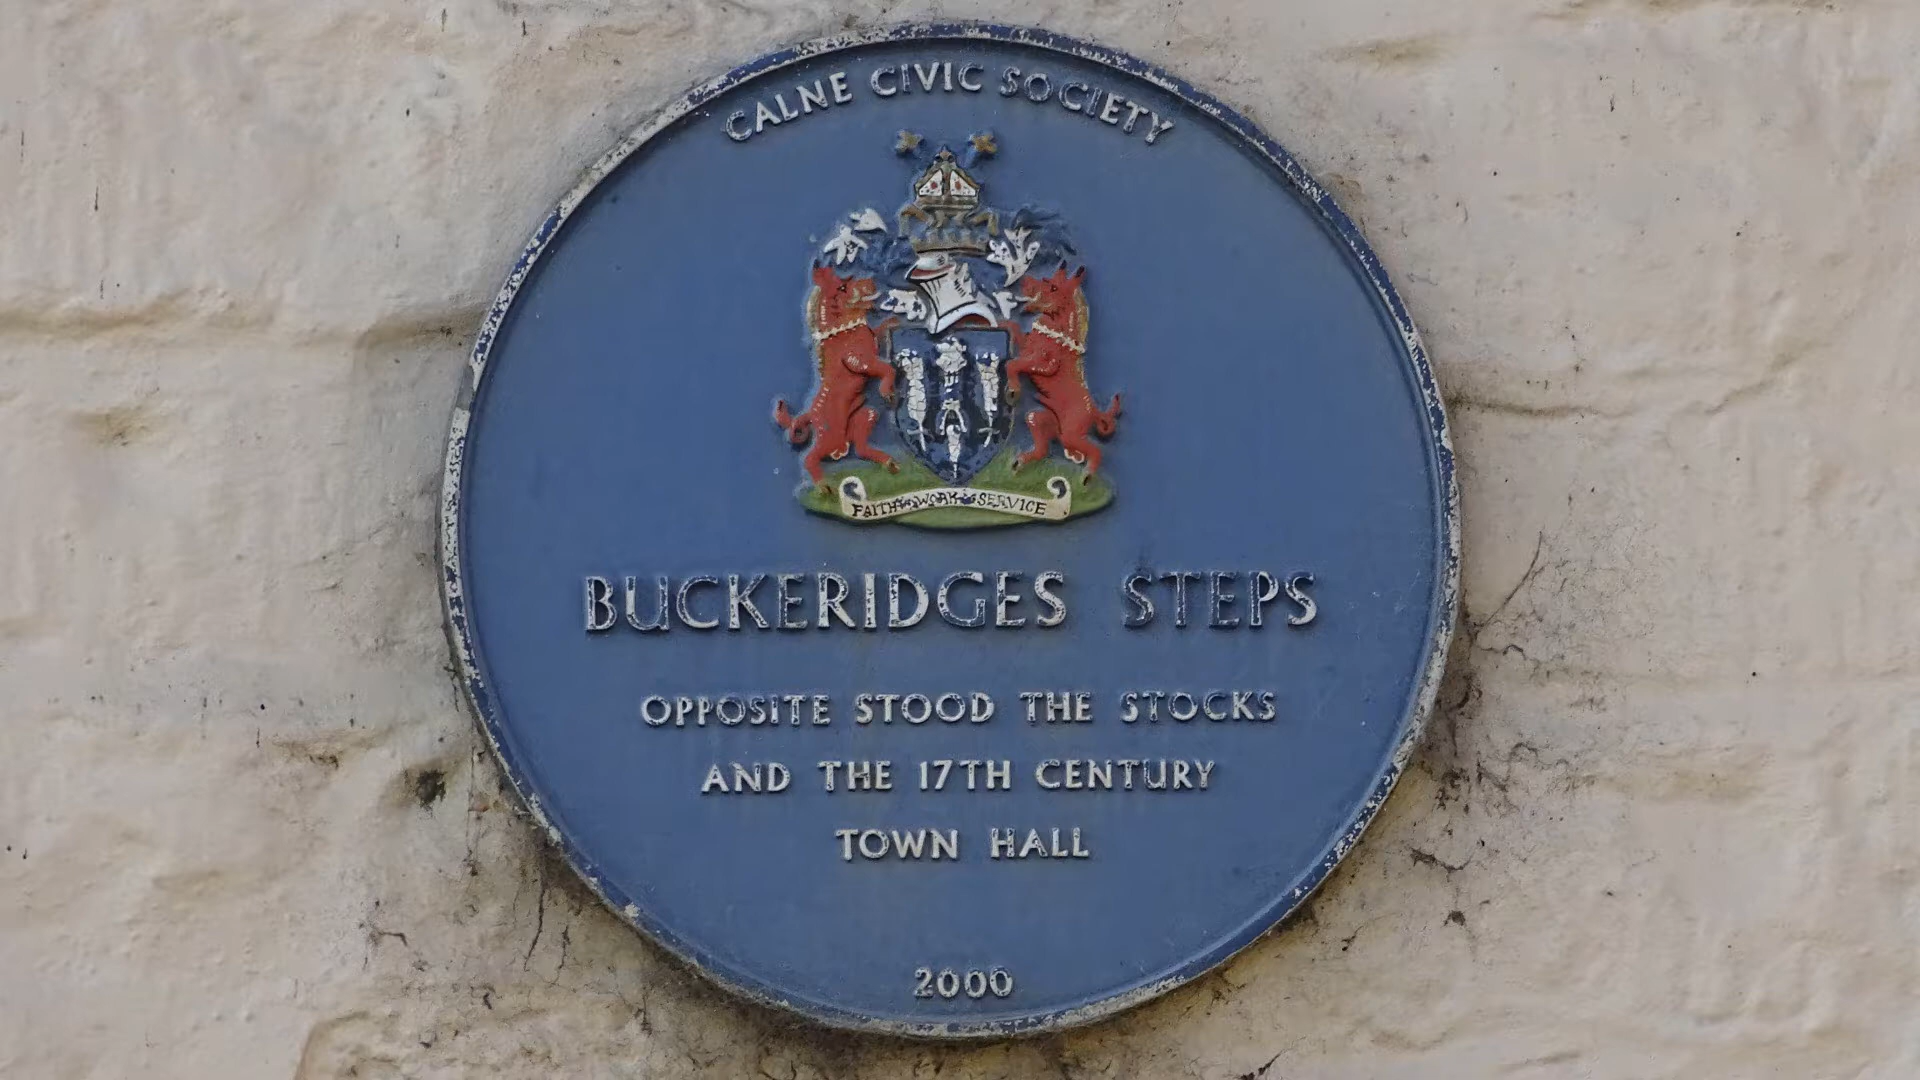 CALNE CIVIC SOCIETY
FAITH WORK SERVICE
BUCKERIDGES STEPS
OPPOSITE STOOD THE STOCKS
AND THE 17TH CENTURY
TOWN HALL
2000